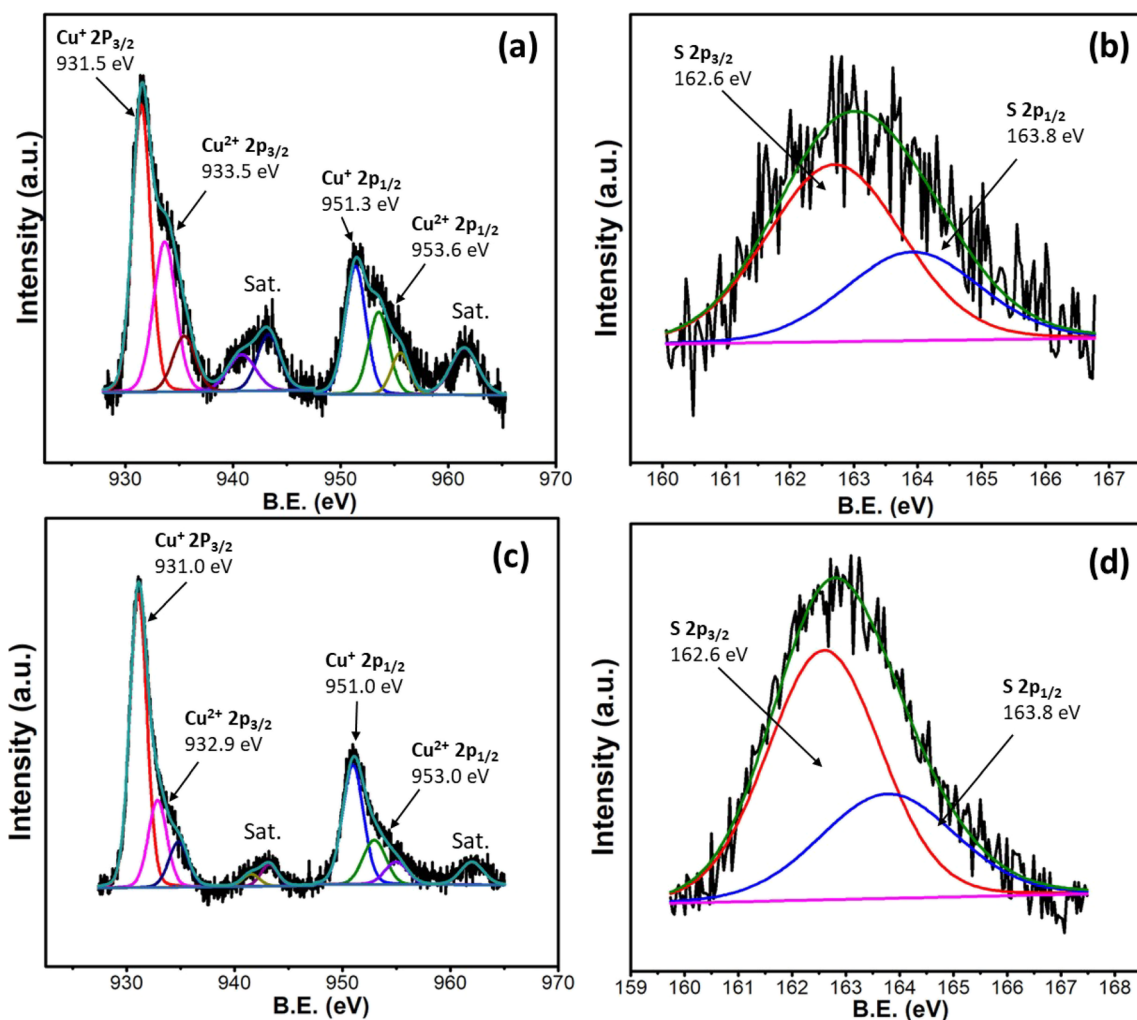 (a)
Cu⁺ 2P₃/₂
931.5 eV
Cu²⁺ 2p₃/₂
933.5 eV
Cu⁺ 2p₁/₂
951.3 eV
Cu²⁺ 2p₁/₂
953.6 eV
Sat.
Sat.
Intensity (a.u.)
930 940 950 960 970
B.E. (eV)
(b)
S 2p₃/₂
162.6 eV
S 2p₁/₂
163.8 eV
Intensity (a.u.)
160 161 162 163 164 165 166 167
B.E. (eV)
(c)
Cu⁺ 2P₃/₂
931.0 eV
Cu²⁺ 2p₃/₂
932.9 eV
Cu⁺ 2p₁/₂
951.0 eV
Cu²⁺ 2p₁/₂
953.0 eV
Sat.
Sat.
Intensity (a.u.)
930 940 950 960 970
B.E. (eV)
(d)
S 2p₃/₂
162.6 eV
S 2p₁/₂
163.8 eV
Intensity (a.u.)
159 160 161 162 163 164 165 166 167 168
B.E. (eV)